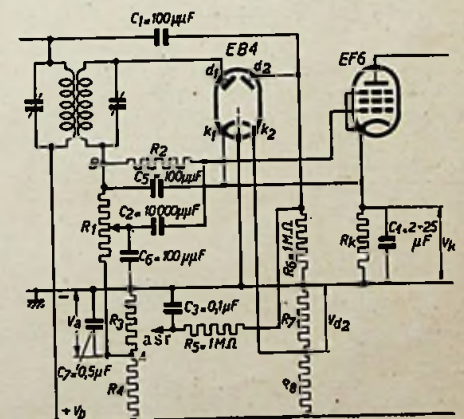 C₁=100μμF
EB4
EF6
d₁
d₂
k₁
k₂
R₂
C₅=100μμF
C₂=10000μμF
R₁
C₆=100μμF
R₆=1MΩ
Rk
C₁=2÷25
μF
Vk
−
Va
C₇=0,5μF
R₃
C₃=0,1μF
asr
R₅=1MΩ
R₇
Vd₂
R₄
R₈
+Vb